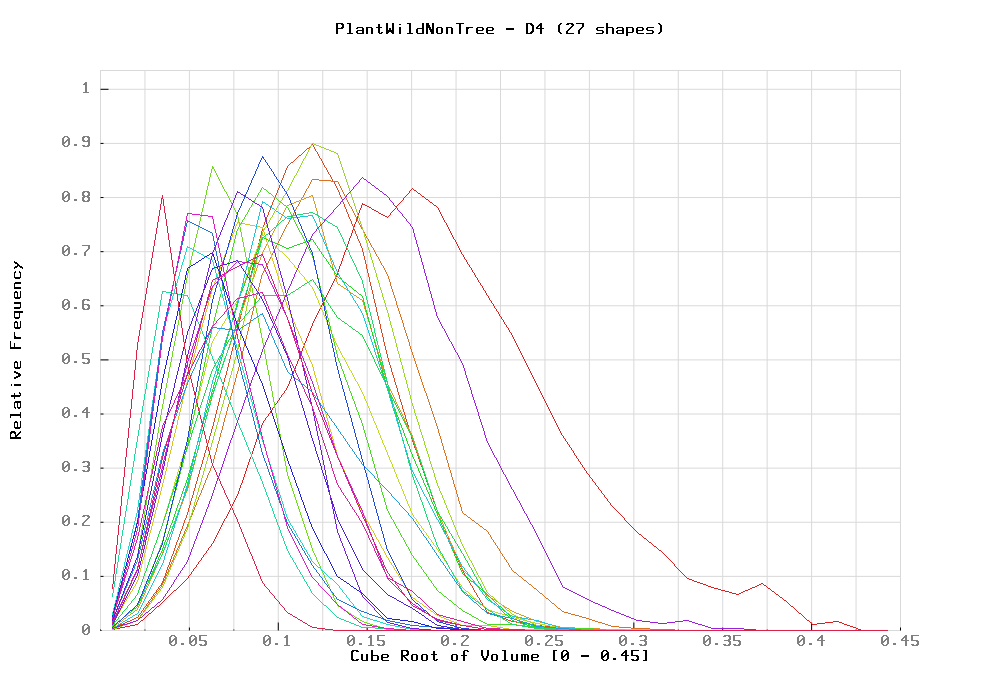 PlantWildNonTree - D4 (27 shapes)
1
0.9
0.8
0.7
0.6
0.5
0.4
0.3
0.2
0.1
0
Relative Frequency
0.05 0.1 0.15 0.2 0.25 0.3 0.35 0.4 0.45
Cube Root of Volume [0 - 0.45]